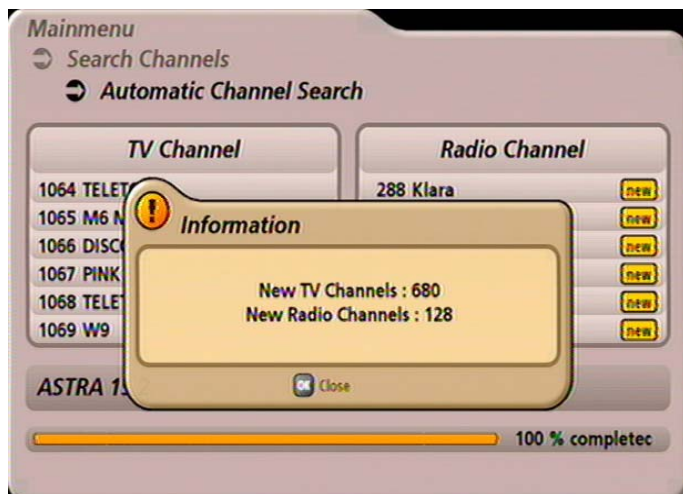 Mainmenu
Search Channels
Automatic Channel Search
TV Channel
Radio Channel
1064 TELET
288 Klara new
1065 M6 M
new
1066 DISC
new
1067 PINK
new
1068 TELET
new
1069 W9
new
Information
New TV Channels : 680
New Radio Channels : 128
OK Close
ASTRA 1
100 % completec